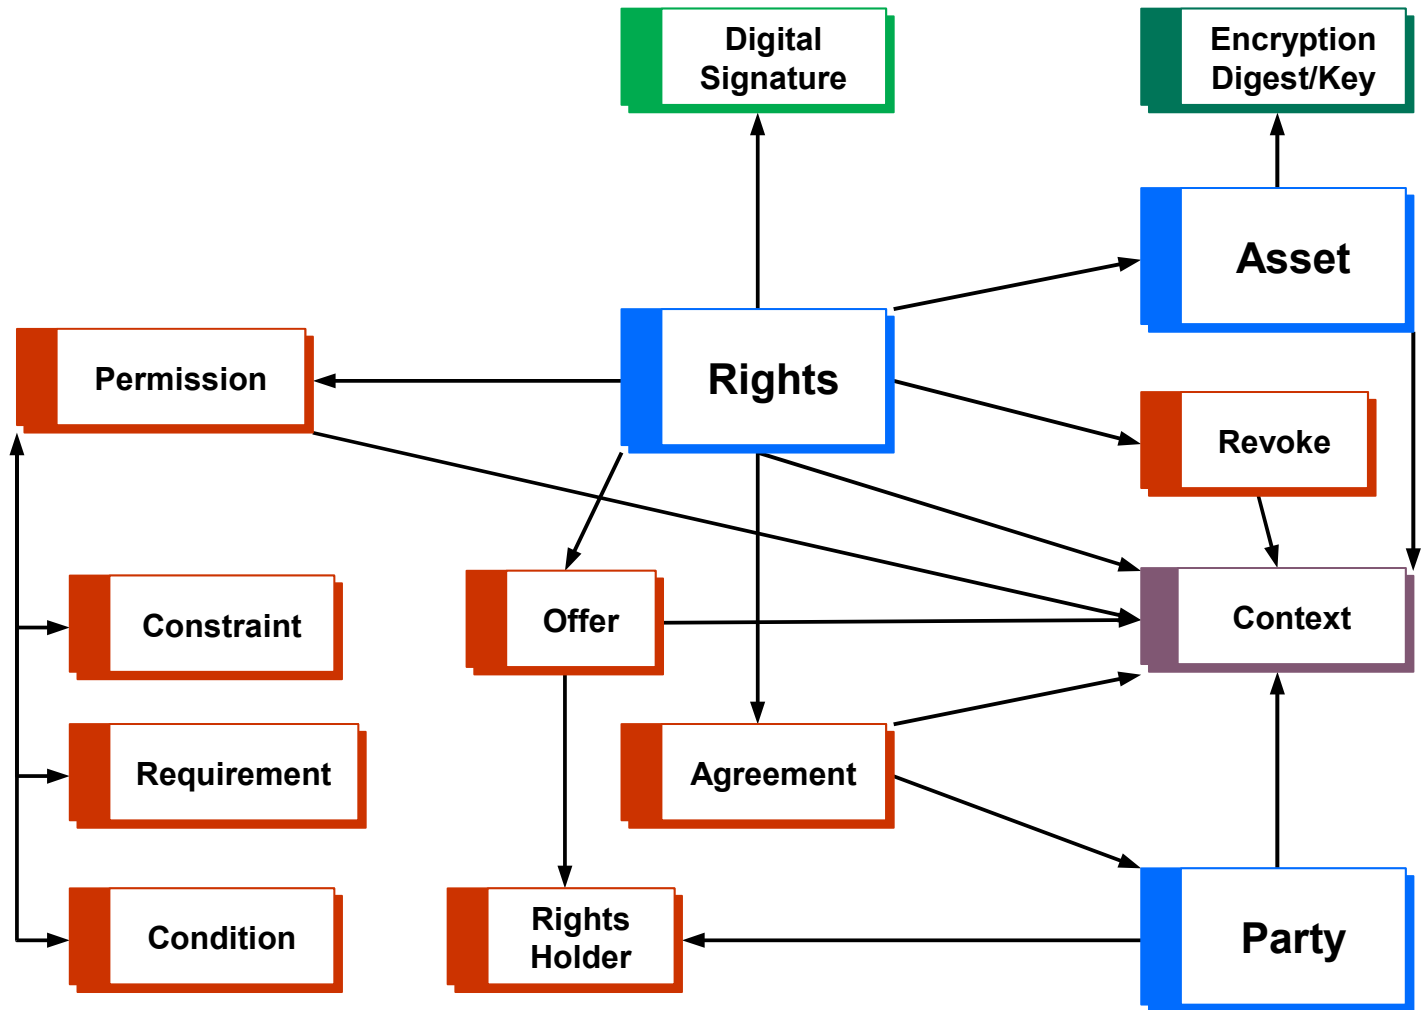 Digital
Signature
Encryption
Digest/Key
Asset
Rights
Permission
Revoke
Constraint
Offer
Context
Requirement
Agreement
Condition
Rights
Holder
Party